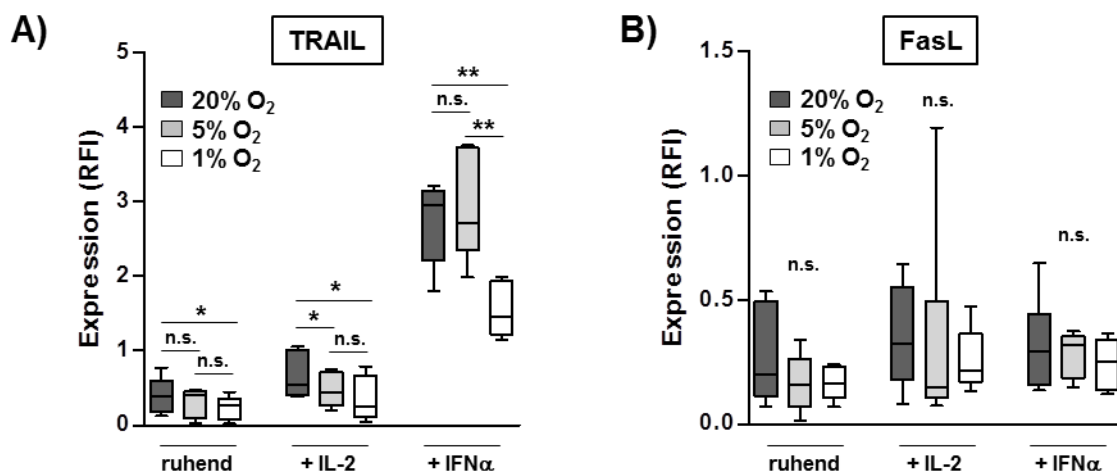 A)
TRAIL
Expression (RFI)
5
4
3
2
1
0
20% O₂
5% O₂
1% O₂
*
n.s.
n.s.
*
*
n.s.
**
n.s.
**
ruhend
+ IL-2
+ IFNα
B)
FasL
Expression (RFI)
1.5
1.0
0.5
0.0
20% O₂
5% O₂
1% O₂
n.s.
n.s.
n.s.
ruhend
+ IL-2
+ IFNα